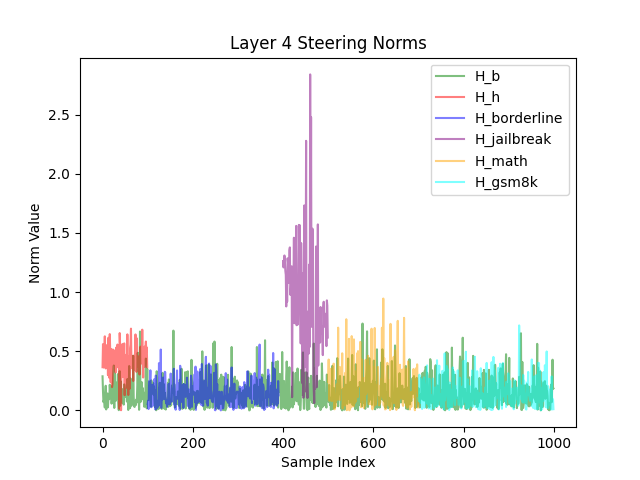 Layer 4 Steering Norms
H_b
H_h
H_borderline
H_jailbreak
H_math
H_gsm8k
Norm Value
2.5
2.0
1.5
1.0
0.5
0.0
0 200 400 600 800 1000
Sample Index